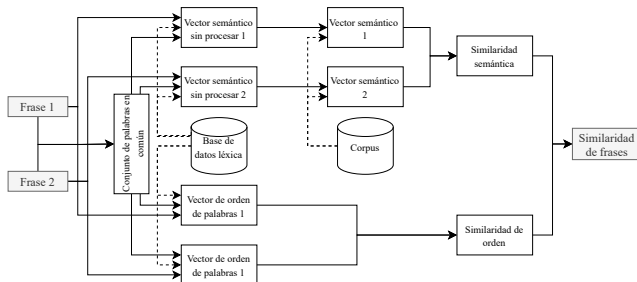 Vector semántico
sin procesar 1
Vector semántico
1
Similaridad
semántica
Vector semántico
sin procesar 2
Vector semántico
2
Frase 1
Frase 2
Conjunto de palabras en
común
Base de
datos léxica
Corpus
Similaridad
de frases
Vector de orden
de palabras 1
Similaridad de
orden
Vector de orden
de palabras 1